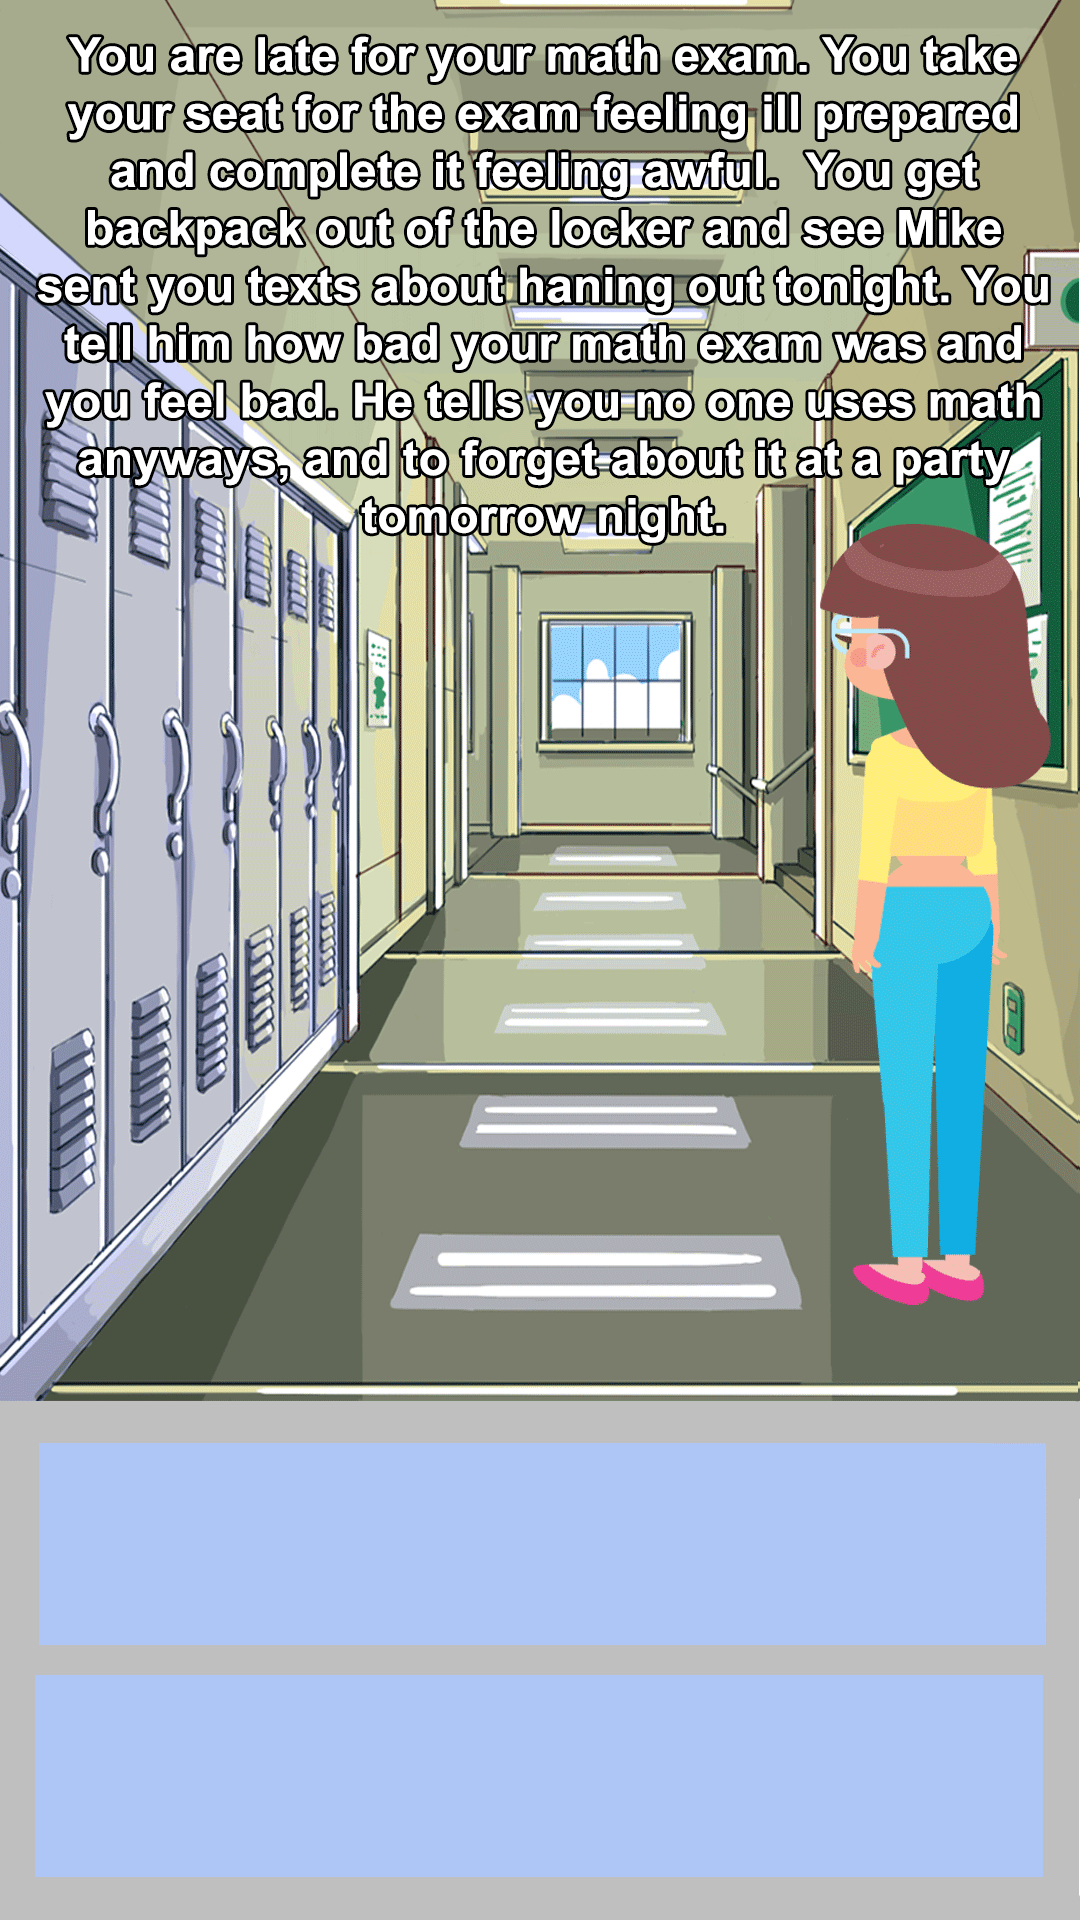 You are late for your math exam. You take
your seat for the exam feeling ill prepared
and complete it feeling awful.  You get
backpack out of the locker and see Mike
sent you texts about haning out tonight. You
tell him how bad your math exam was and
you feel bad. He tells you no one uses math
anyways, and to forget about it at a party
tomorrow night.